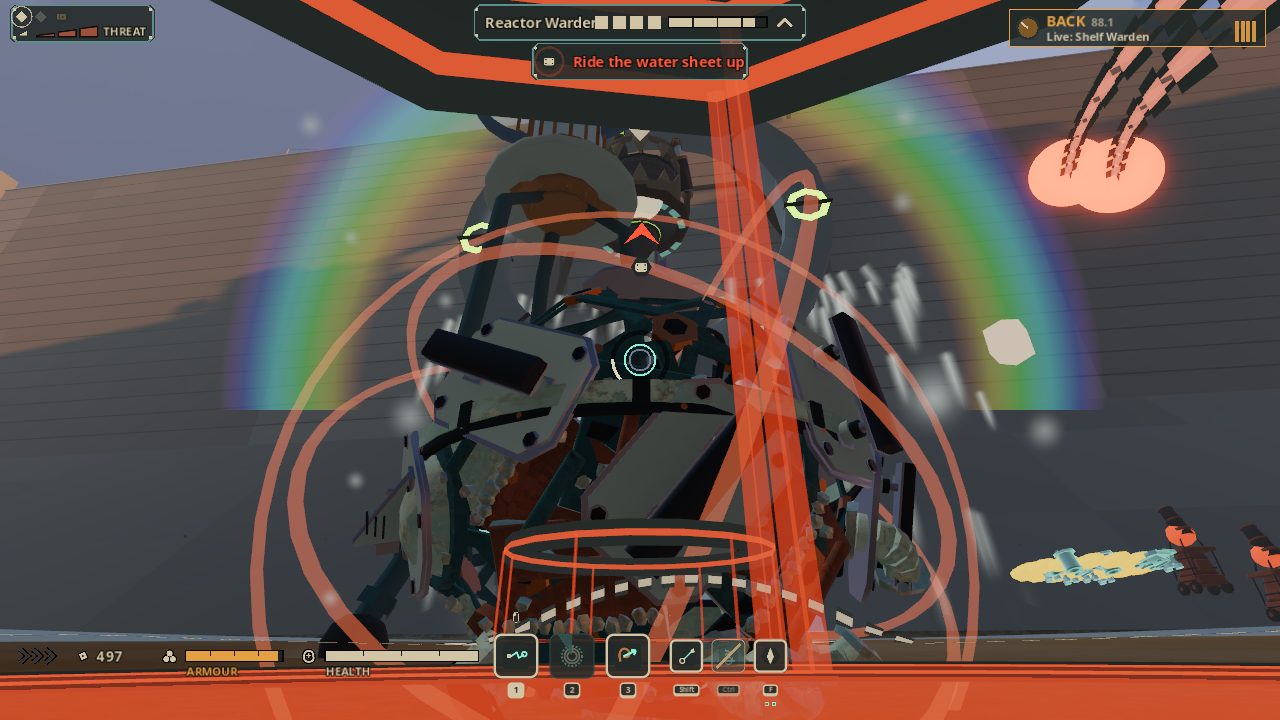 THREAT
Reactor Warden
Ride the water sheet up
BACK 88.1
Live: Shelf Warden
497
ARMOUR
HEALTH
1
2
3
Shift
Ctrl
F